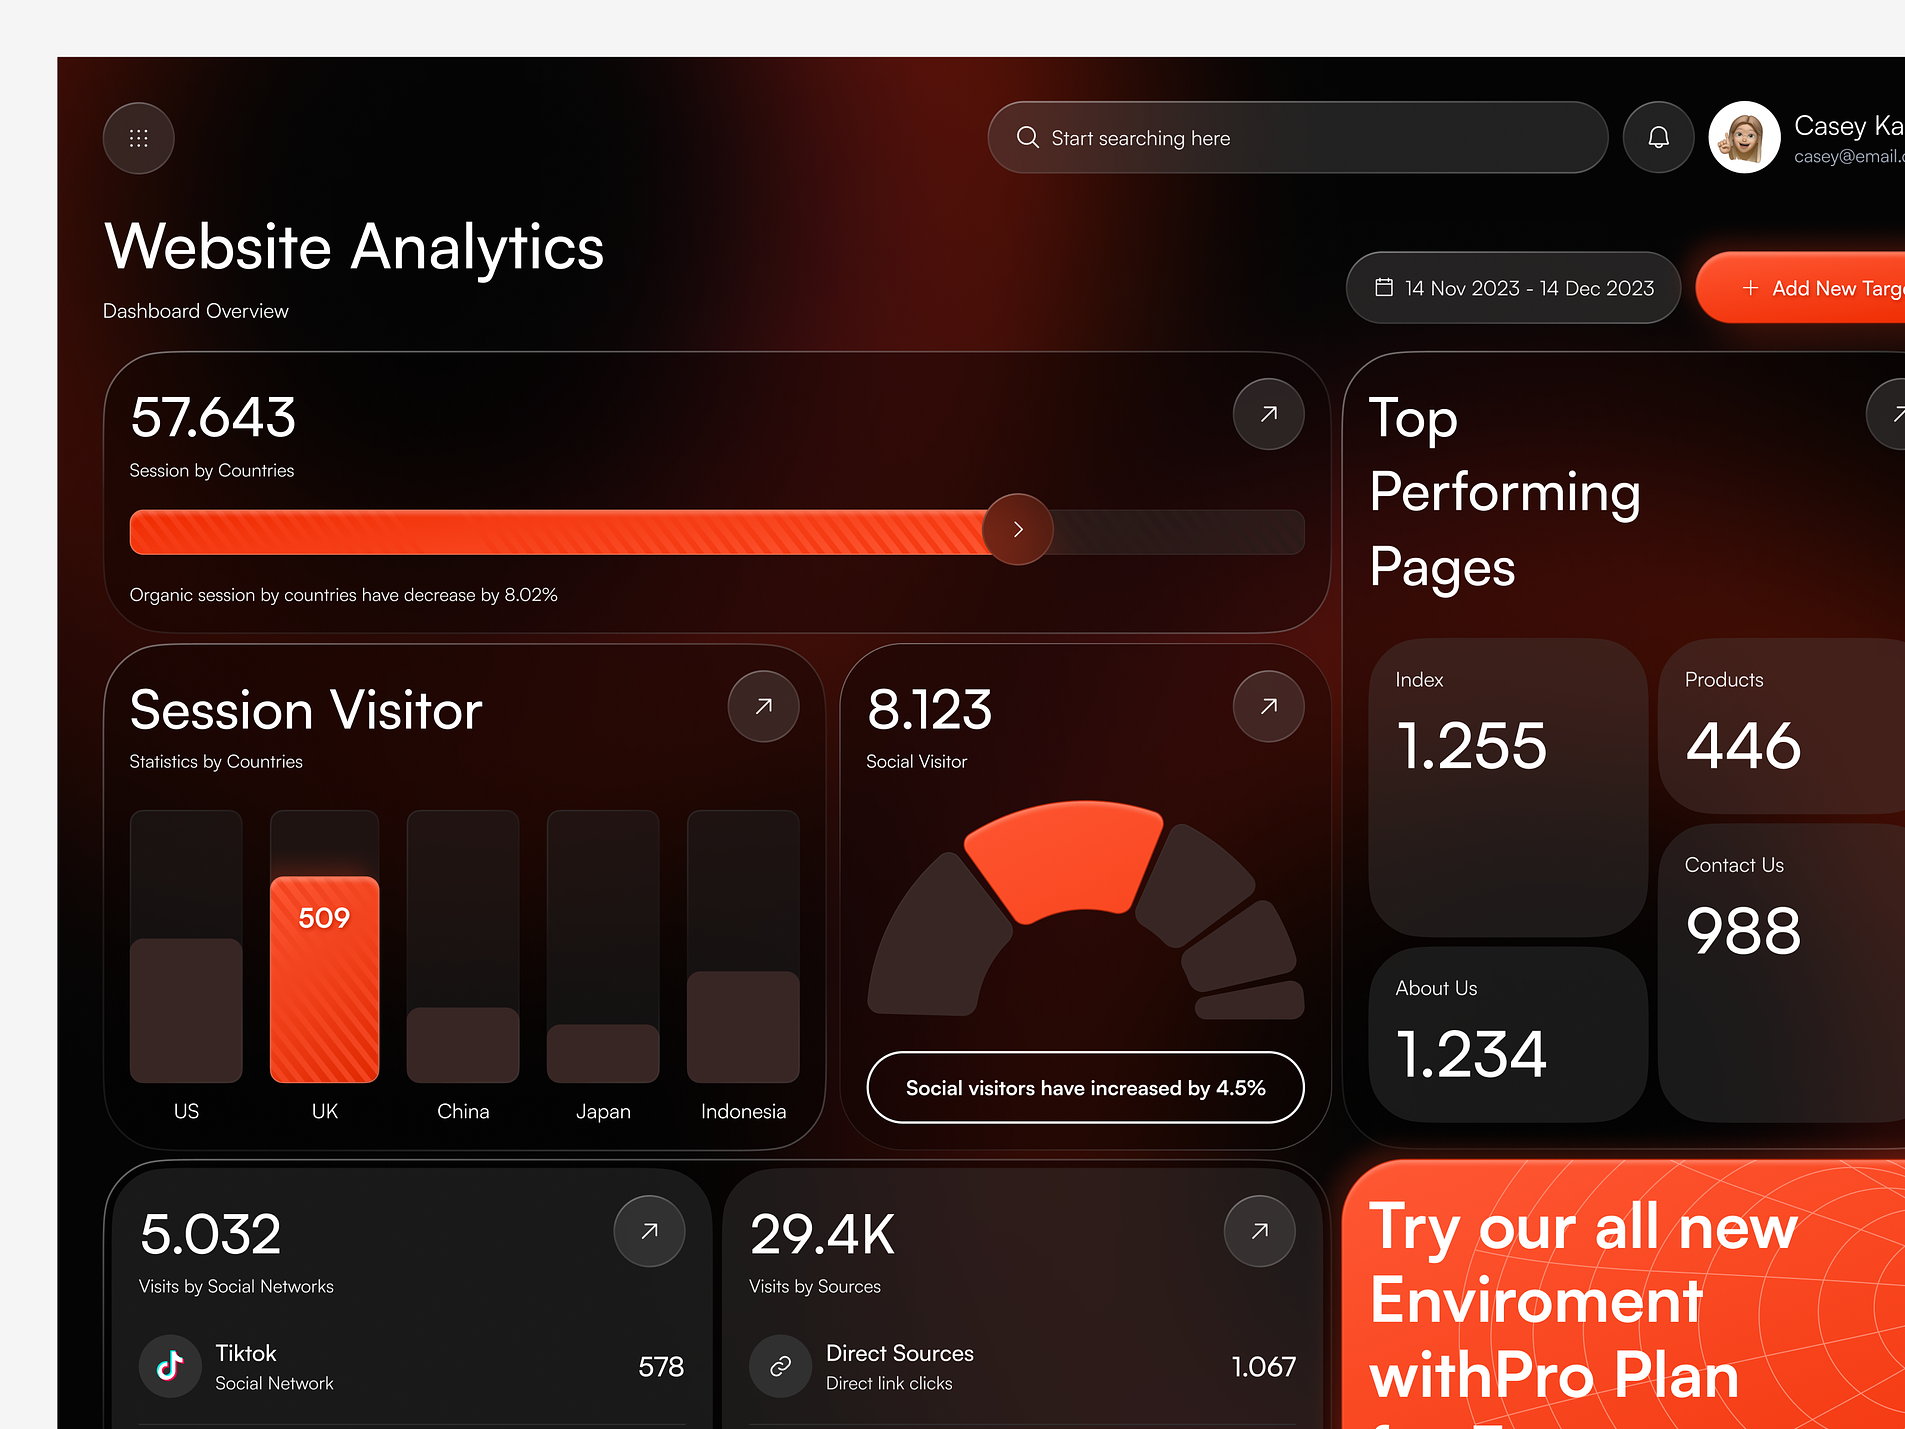 Start searching here
Casey Ka
casey@email.
Website Analytics
Dashboard Overview
14 Nov 2023 - 14 Dec 2023
Add New Targ
57.643
Session by Countries
Organic session by countries have decrease by 8.02%
Top
Performing
Pages
Index
1.255
Products
446
Contact Us
988
About Us
1.234
Session Visitor
Statistics by Countries
509
US
UK
China
Japan
Indonesia
8.123
Social Visitor
Social visitors have increased by 4.5%
5.032
Visits by Social Networks
Tiktok
Social Network
578
29.4K
Visits by Sources
Direct Sources
Direct link clicks
1.067
Try our all new
Enviroment
withPro Plan